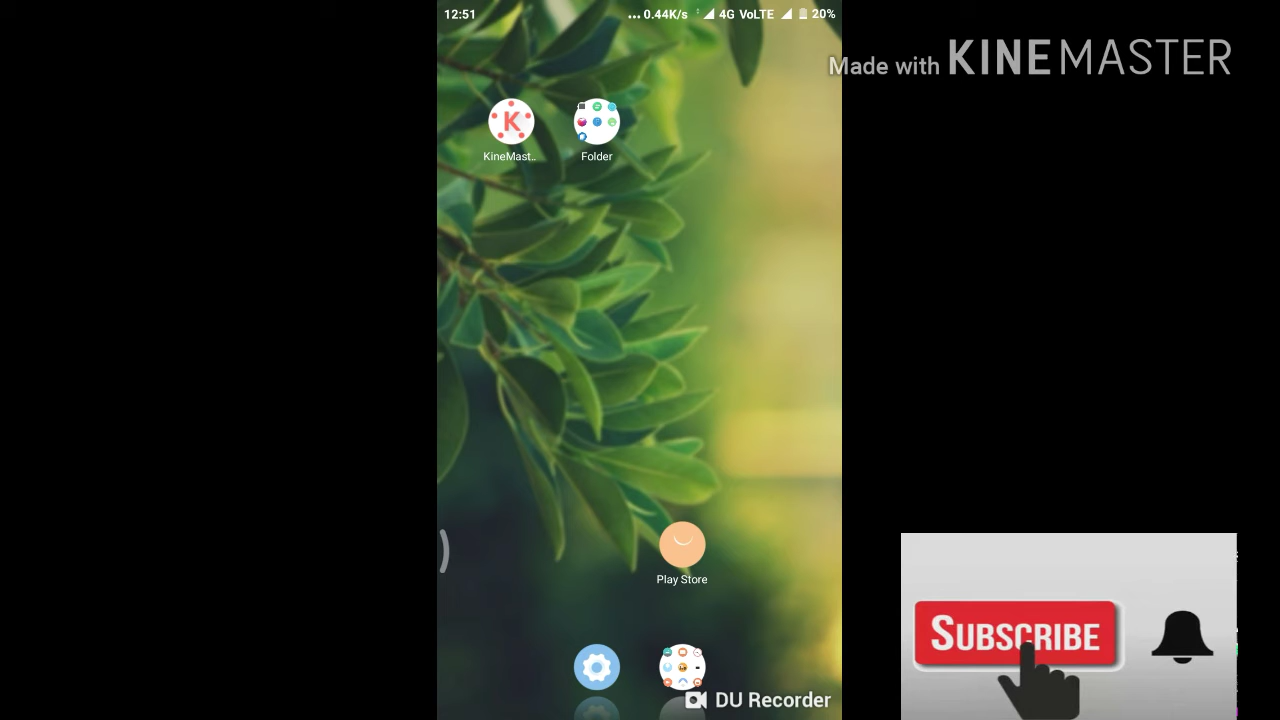 12:51
... 0.44K/s 4G VoLTE 20%
Made with KINEMASTER
K
KineMast..
Folder
Play Store
SUBSCRIBE
DU Recorder